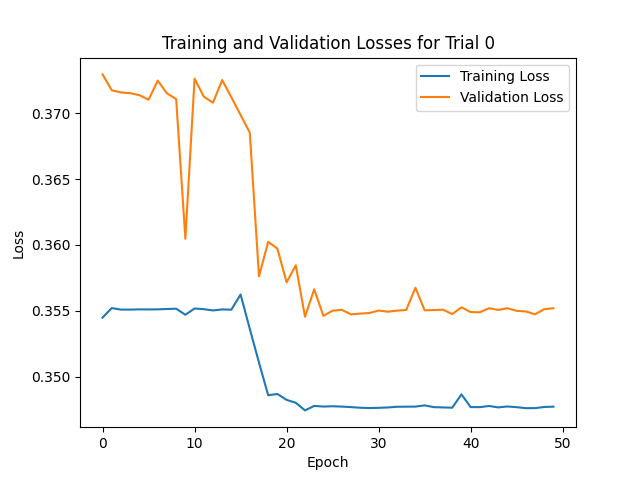 Training and Validation Losses for Trial 0
Training Loss
Validation Loss
0.370
0.365
0.360
0.355
0.350
Loss
0
10
20
30
40
50
Epoch